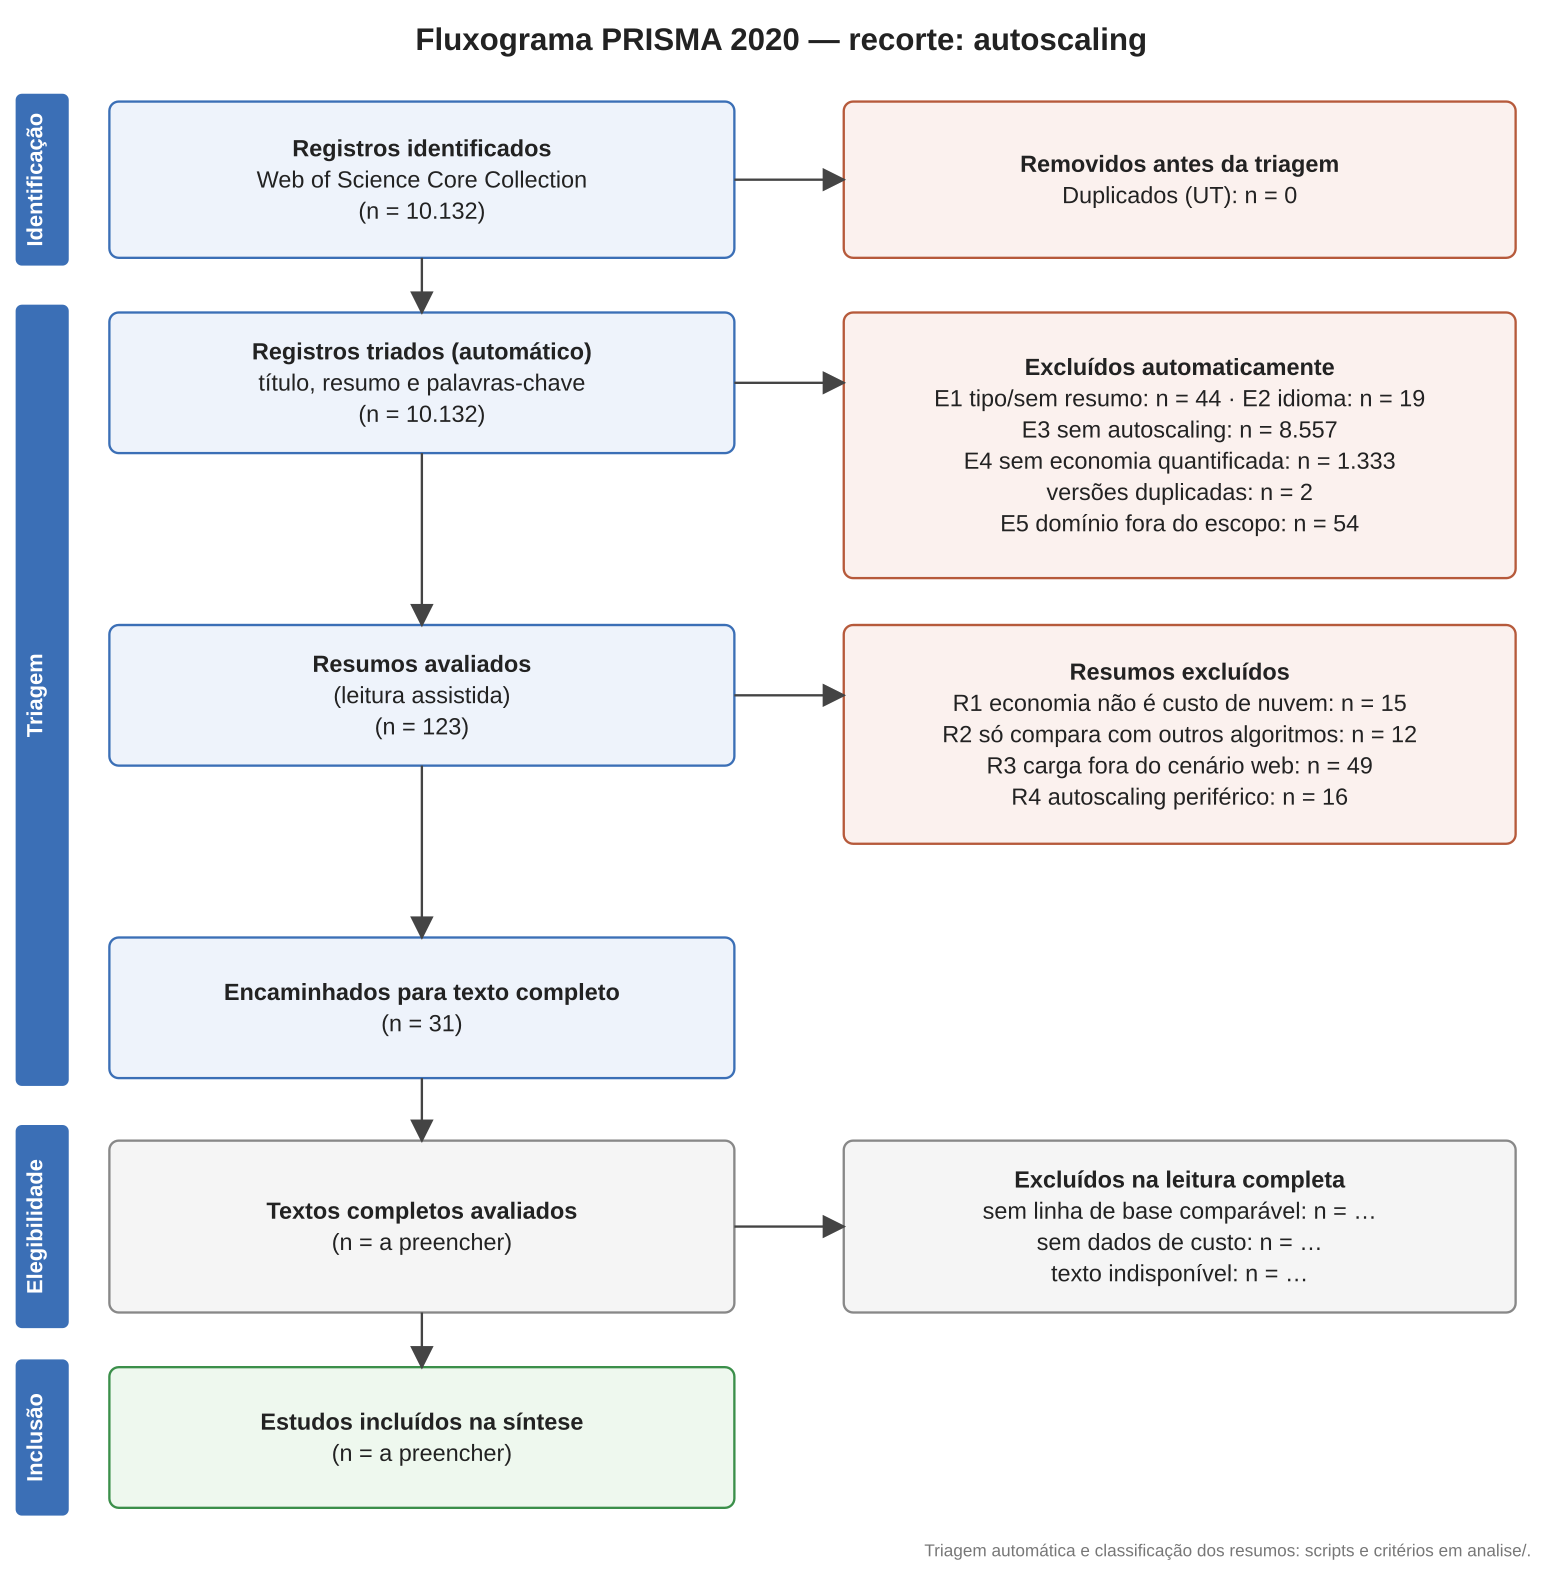 Fluxograma PRISMA 2020 — recorte: autoscaling
Identificação
Registros identificados
Web of Science Core Collection
(n = 10.132)
Removidos antes da triagem
Duplicados (UT): n = 0
Triagem
Registros triados (automático)
título, resumo e palavras-chave
(n = 10.132)
Excluídos automaticamente
E1 tipo/sem resumo: n = 44 · E2 idioma: n = 19
E3 sem autoscaling: n = 8.557
E4 sem economia quantificada: n = 1.333
versões duplicadas: n = 2
E5 domínio fora do escopo: n = 54
Resumos avaliados
(leitura assistida)
(n = 123)
Resumos excluídos
R1 economia não é custo de nuvem: n = 15
R2 só compara com outros algoritmos: n = 12
R3 carga fora do cenário web: n = 49
R4 autoscaling periférico: n = 16
Encaminhados para texto completo
(n = 31)
Elegibilidade
Textos completos avaliados
(n = a preencher)
Excluídos na leitura completa
sem linha de base comparável: n = …
sem dados de custo: n = …
texto indisponível: n = …
Inclusão
Estudos incluídos na síntese
(n = a preencher)
Triagem automática e classificação dos resumos: scripts e critérios em analise/.